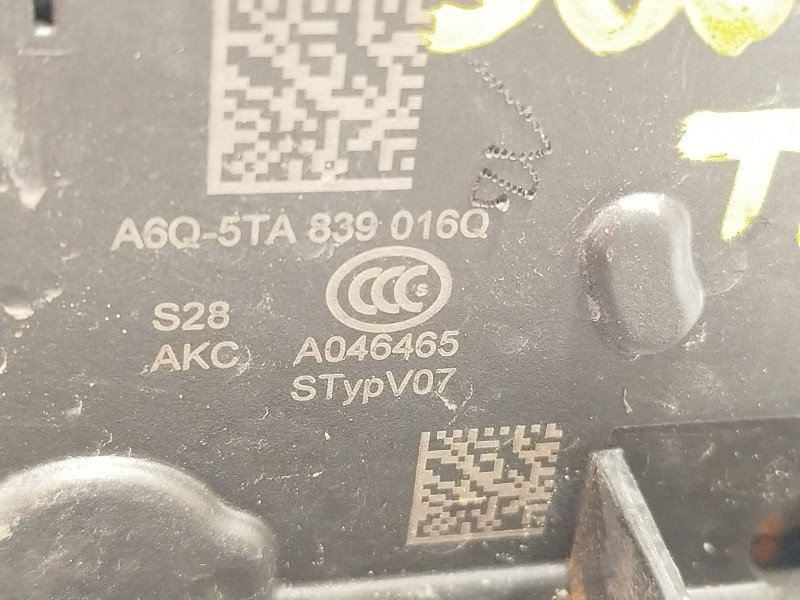 A6Q-5TA 839 016Q
CCC S
S28
AKC
A046465
STypV07